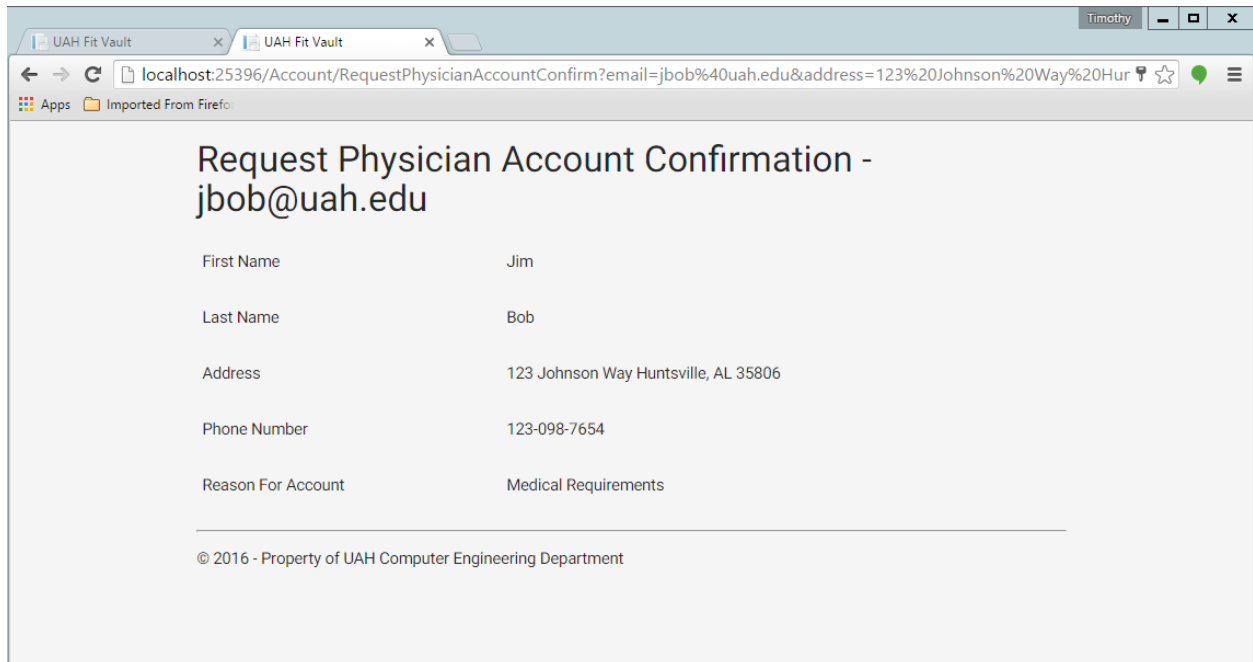 Timothy
UAH Fit Vault
UAH Fit Vault
localhost:25396/Account/RequestPhysicianAccountConfirm?email=jbob%40uah.edu&address=123%20Johnson%20Way%20Hur
Apps Imported From Firefo
Request Physician Account Confirmation -
jbob@uah.edu
First Name Jim
Last Name Bob
Address 123 Johnson Way Huntsville, AL 35806
Phone Number 123-098-7654
Reason For Account Medical Requirements
© 2016 - Property of UAH Computer Engineering Department